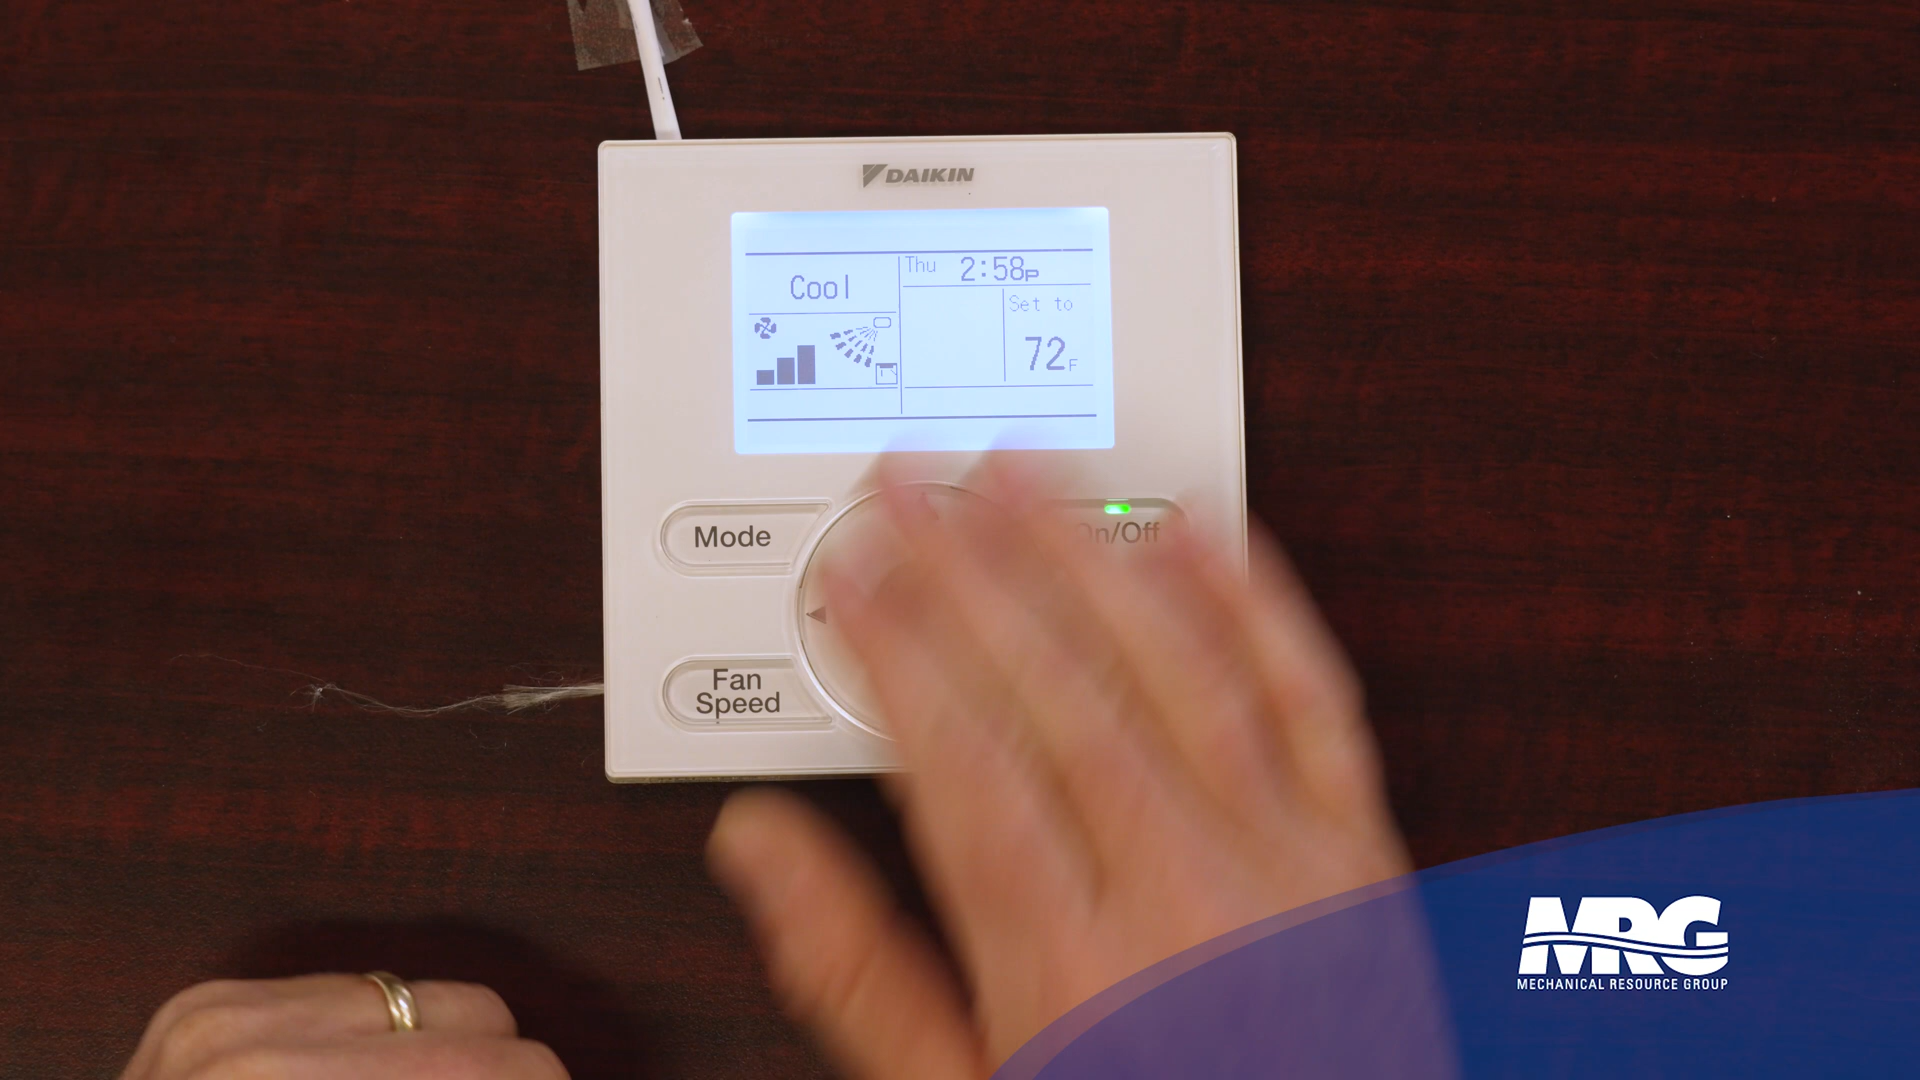 DAIKIN
Cool
Thu 2:58P
Set to
72F
Mode
On/Off
Fan
Speed
MRG
MECHANICAL RESOURCE GROUP